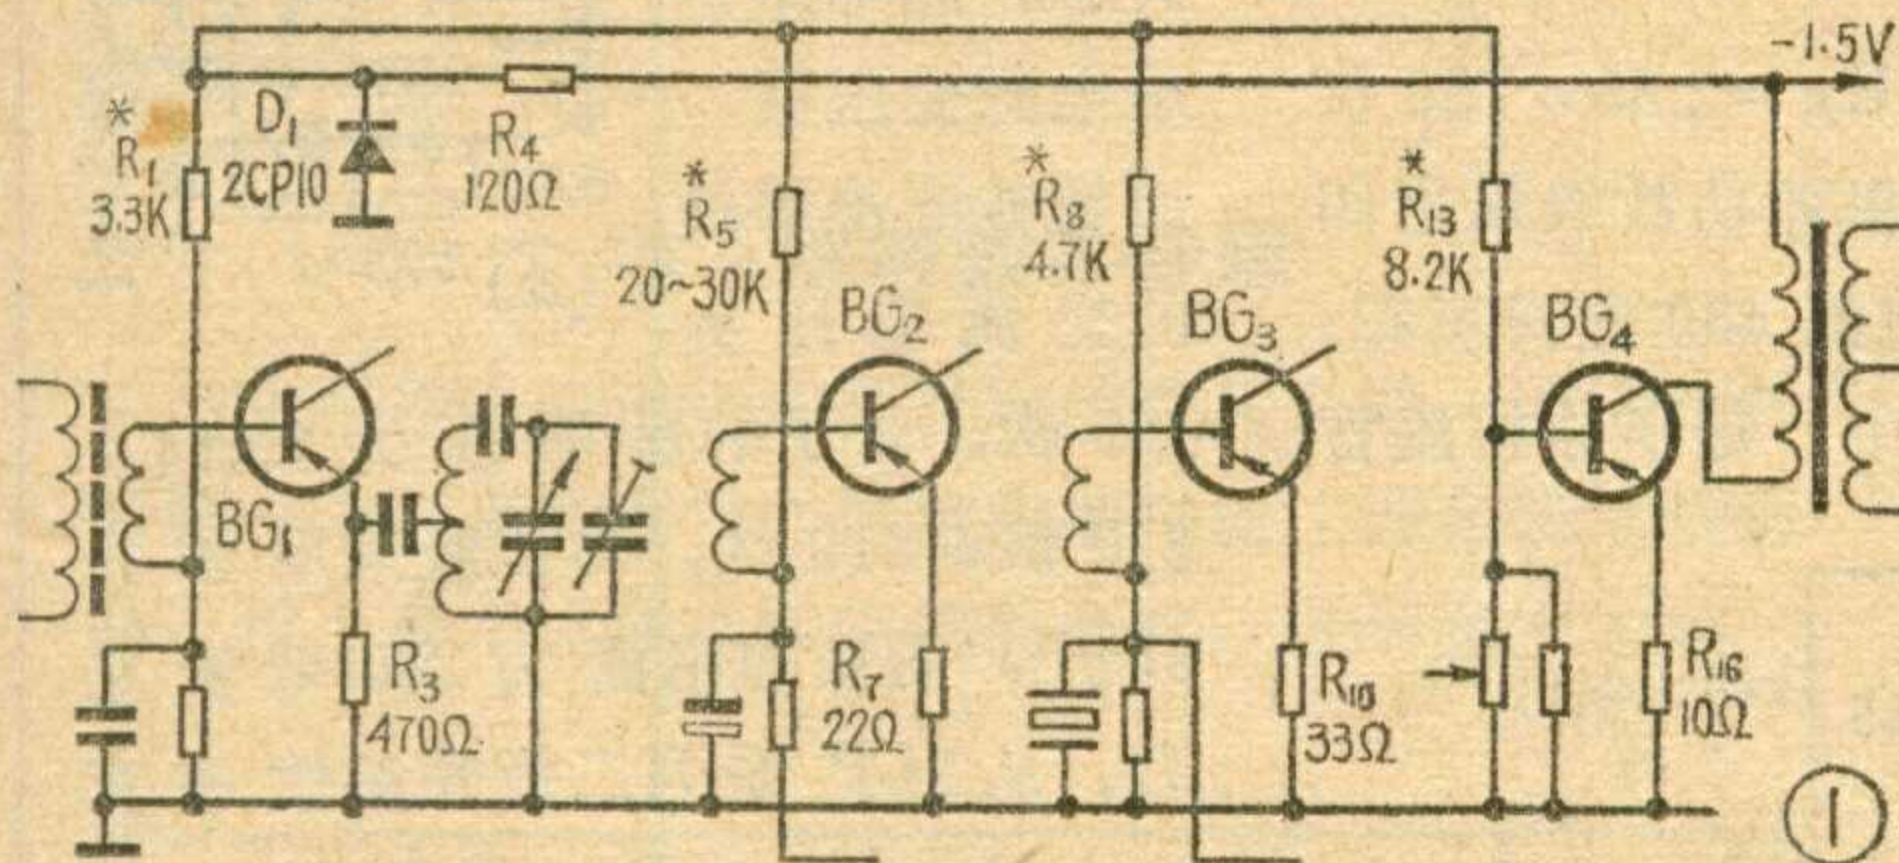 -1.5V
* R₁ 3.3K
D₁ 2CP10
R₄ 120Ω
* R₅ 20~30K
* R₈ 4.7K
* R₁₃ 8.2K
BG₁
BG₂
BG₃
BG₄
R₃ 470Ω
R₇ 22Ω
R₁₀ 33Ω
R₁₆ 10Ω
①